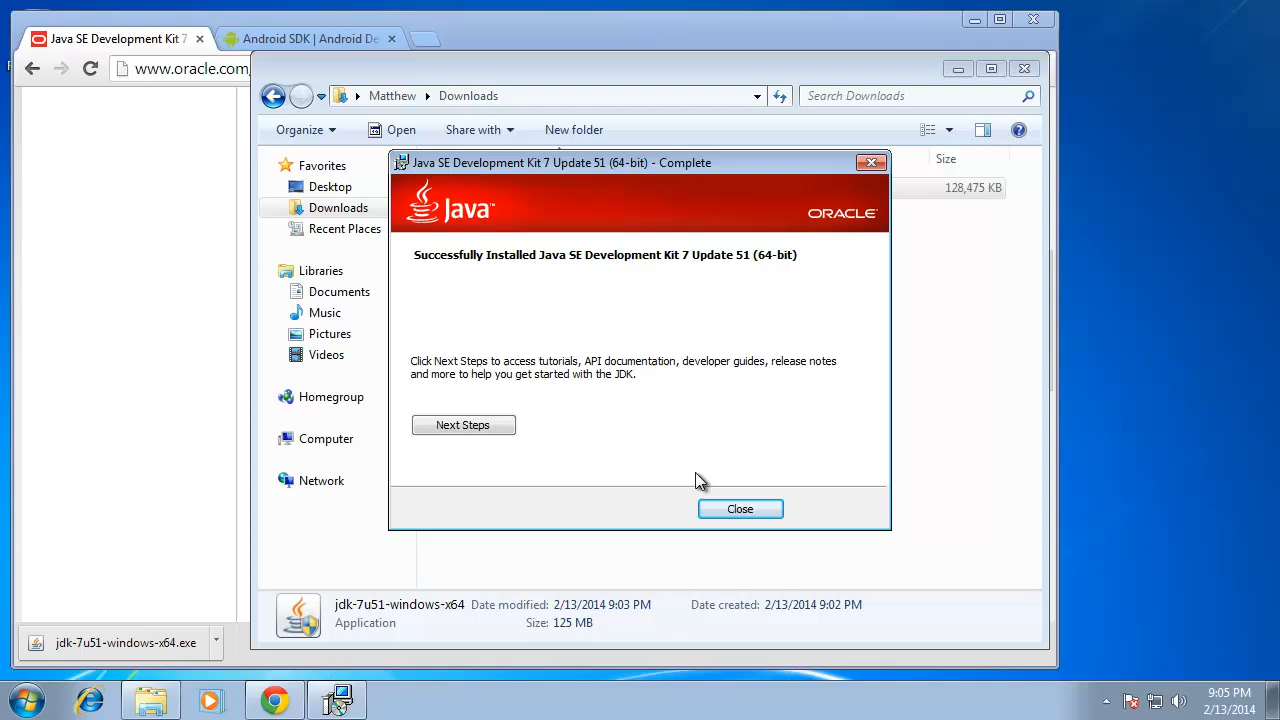 Java SE Development Kit 7
Android SDK | Android De
www.oracle.com
Matthew
Downloads
Search Downloads
Organize
Open
Share with
New folder
Favorites
Desktop
Downloads
Recent Places
Libraries
Documents
Music
Pictures
Videos
Homegroup
Computer
Network
Size
128,475 KB
Java SE Development Kit 7 Update 51 (64-bit) - Complete
Java™
ORACLE
Successfully Installed Java SE Development Kit 7 Update 51 (64-bit)
Click Next Steps to access tutorials, API documentation, developer guides, release notes
and more to help you get started with the JDK.
Next Steps
Close
jdk-7u51-windows-x64 Date modified: 2/13/2014 9:03 PM Date created: 2/13/2014 9:02 PM
Application Size: 125 MB
jdk-7u51-windows-x64.exe
9:05 PM
2/13/2014